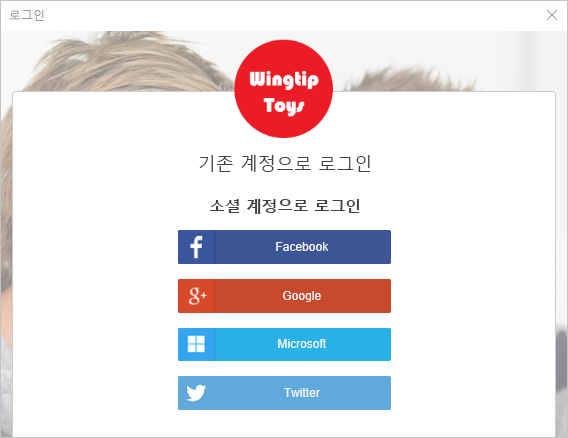 로그인
Wingtip
Toys
기존 계정으로 로그인
소셜 계정으로 로그인
Facebook
Google
Microsoft
Twitter